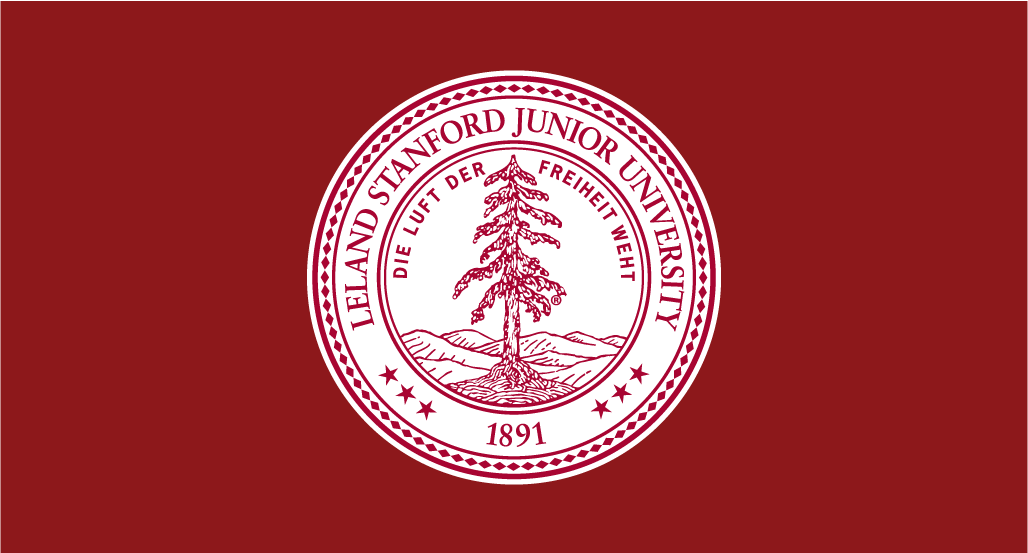 LELAND STANFORD JUNIOR UNIVERSITY
DIE LUFT DER FREIHEIT WEHT
®
1891